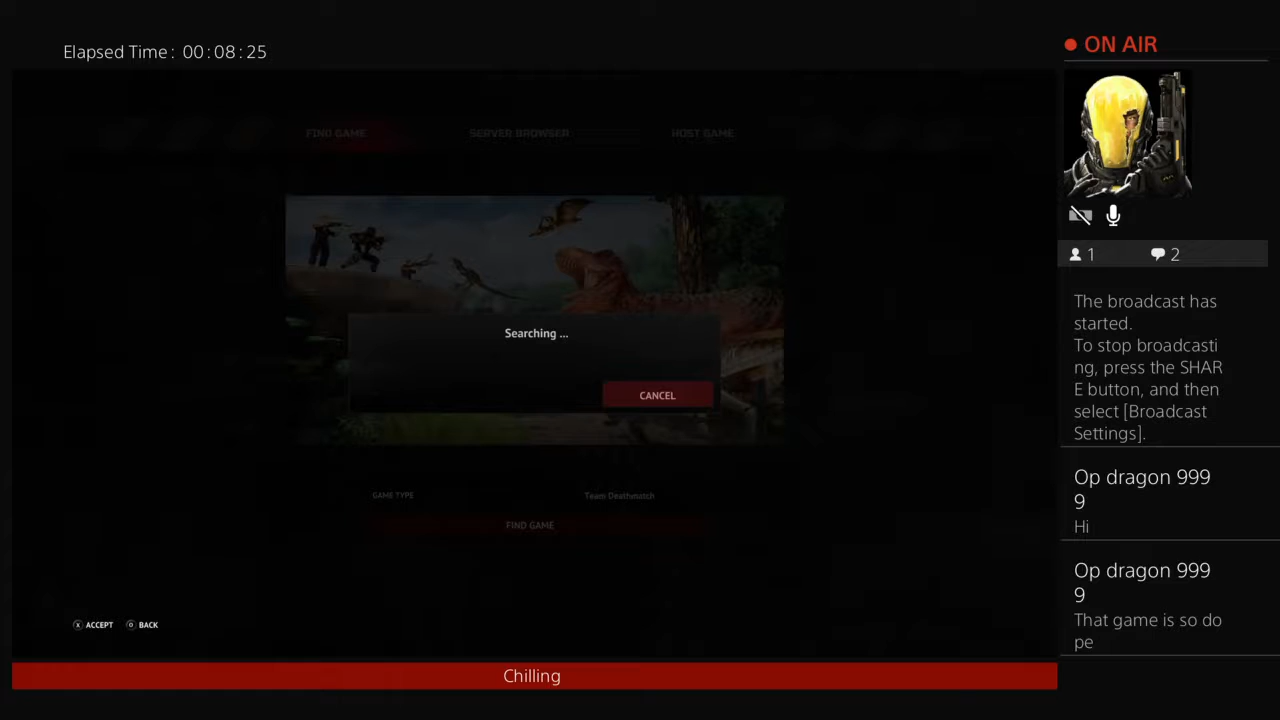 Elapsed Time: 00:08:25
ON AIR
FIND GAME
SERVER BROWSER
HOST GAME
1
2
Searching ...
CANCEL
The broadcast has
started.
To stop broadcasti
ng, press the SHAR
E button, and then
select [Broadcast
Settings].
Op dragon 999
9
Hi
Op dragon 999
9
That game is so do
pe
GAME TYPE
Team Deathmatch
FIND GAME
X ACCEPT
O BACK
Chilling